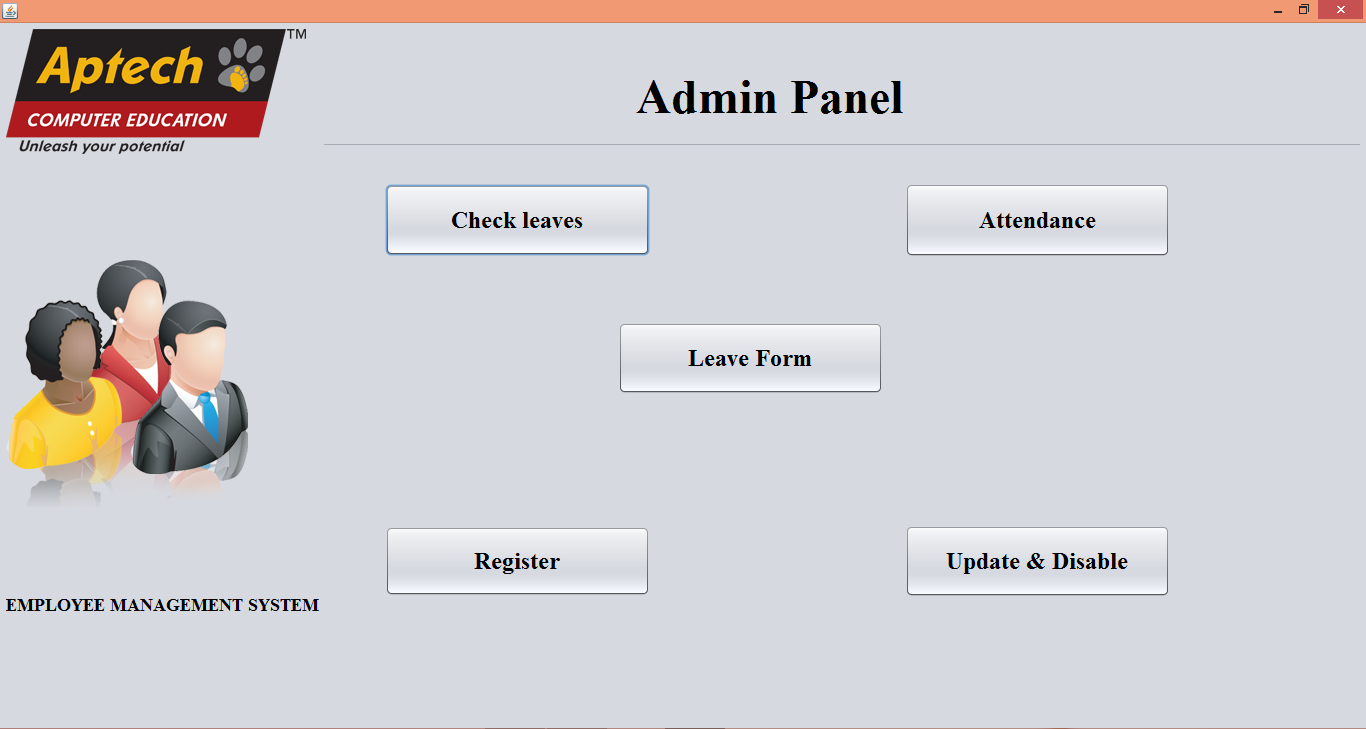 Aptech
TM
COMPUTER EDUCATION
Unleash your potential
Admin Panel
Check leaves
Attendance
Leave Form
Register
Update & Disable
EMPLOYEE MANAGEMENT SYSTEM